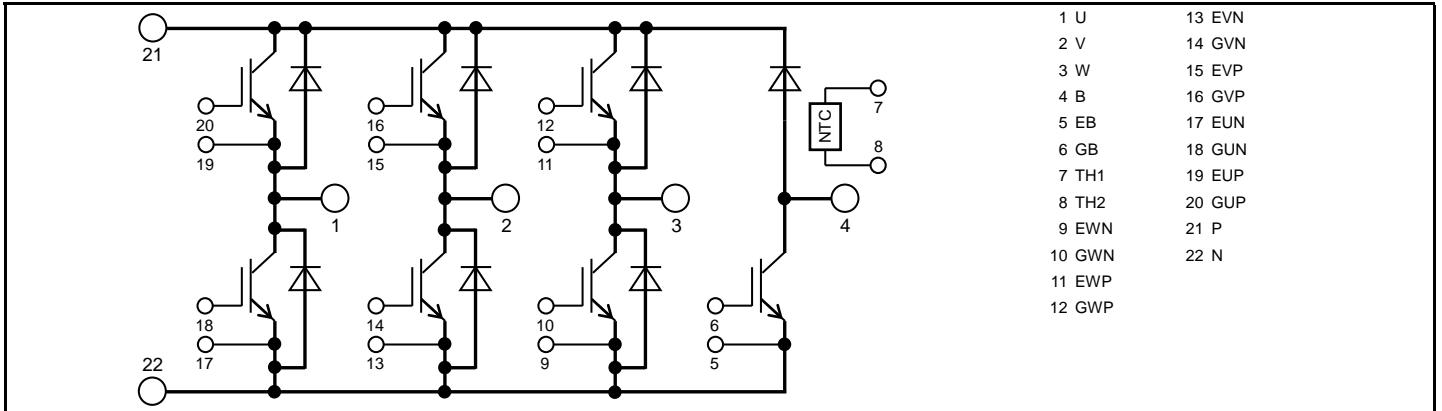 21
20
19
16
15
12
11
NTC
7
8
1
2
3
4
18
17
14
13
10
9
6
5
22
1 U
2 V
3 W
4 B
5 EB
6 GB
7 TH1
8 TH2
9 EWN
10 GWN
11 EWP
12 GWP
13 EVN
14 GVN
15 EVP
16 GVP
17 EUN
18 GUN
19 EUP
20 GUP
21 P
22 N